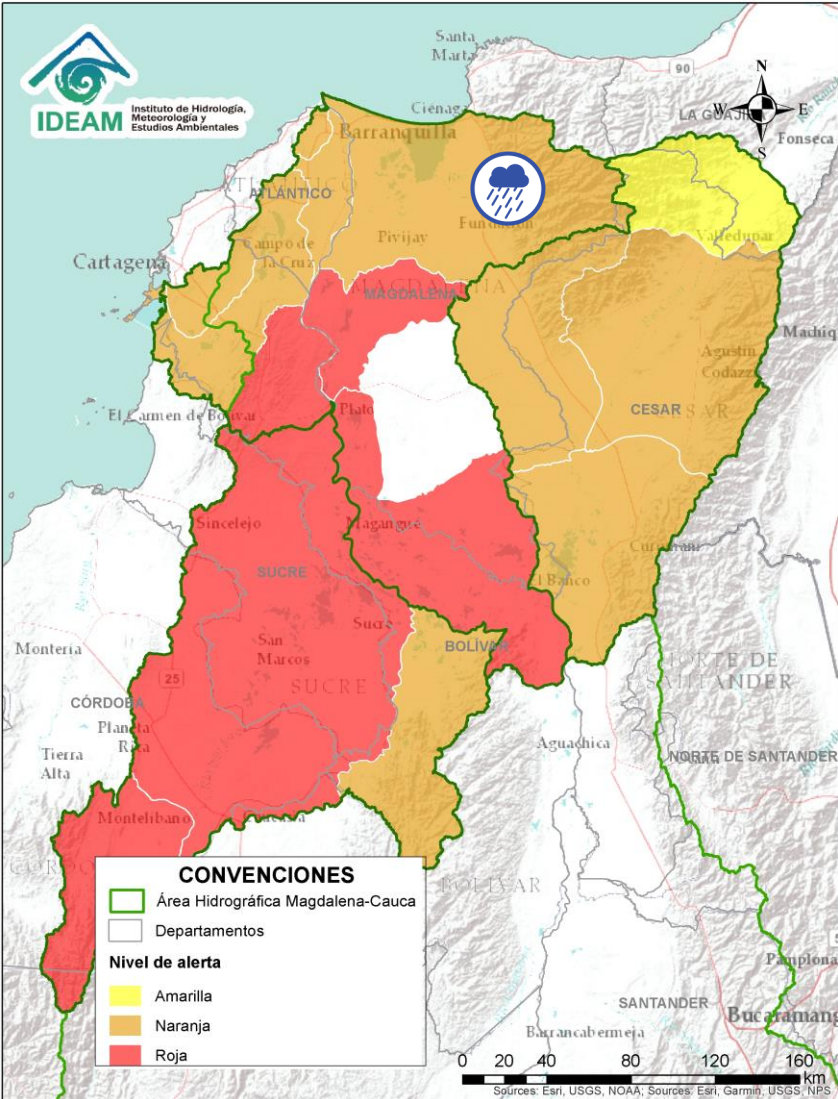 IDEAM
Instituto de Hidrología,
Meteorología y
Estudios Ambientales
Santa
Marta
90
N
W
E
S
LA GUAJIRA
Fonseca
Ciénaga
Barranquilla
ATLÁNTICO
Campo de
la Cruz
Pivijay
Fundación
Valledupar
Cartagena
MAGDALENA
MAGDALENA
Agustín
Codazzi
CESAR
CESAR
El Carmen de Bolívar
Plato
Sincelejo
Magangué
SUCRE
El Banco
Sucre
San
Marcos
BOLÍVAR
SUCRE
Montería
25
CÓRDOBA
Planeta
Rica
Tierra
Alta
NORTE DE
SANTANDER
Aguachica
NORTE DE SANTANDER
Montelíbano
BOLÍVAR
CONVENCIONES
Área Hidrográfica Magdalena-Cauca
Departamentos
Nivel de alerta
Amarilla
Naranja
Roja
Pamplona
SANTANDER
Bucaramang
Barrancabermeja
0 20 40 80 120 160
km
Sources: Esri, USGS, NOAA; Sources: Esri, Garmin, USGS, NPS